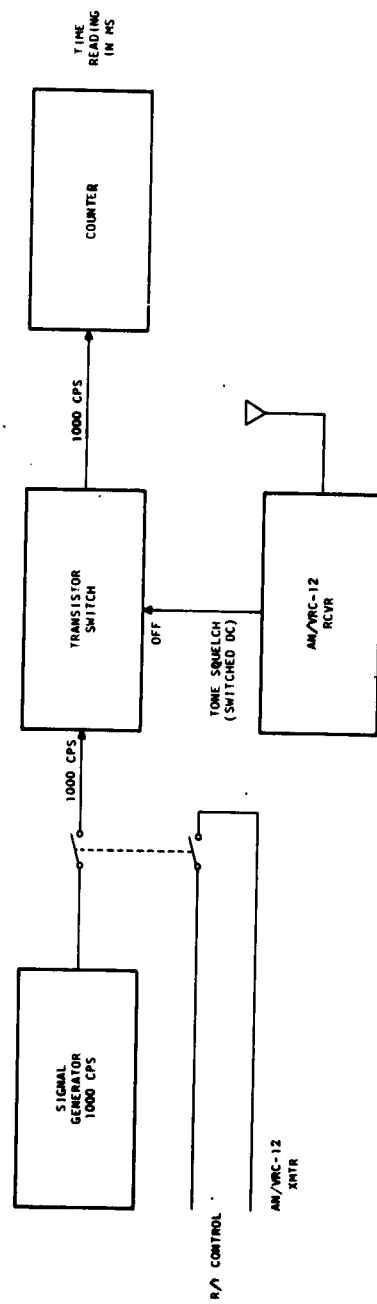 SIGNAL
GENERATOR
1000 CPS
1000 CPS
TRANSISTOR
SWITCH
1000 CPS
COUNTER
TIME
READING
IN MS
OFF
TONE SQUELCH
(SWITCHED DC)
AN/VRC-12
RCVR
CONTROL
AN/VRC-12
XMTR